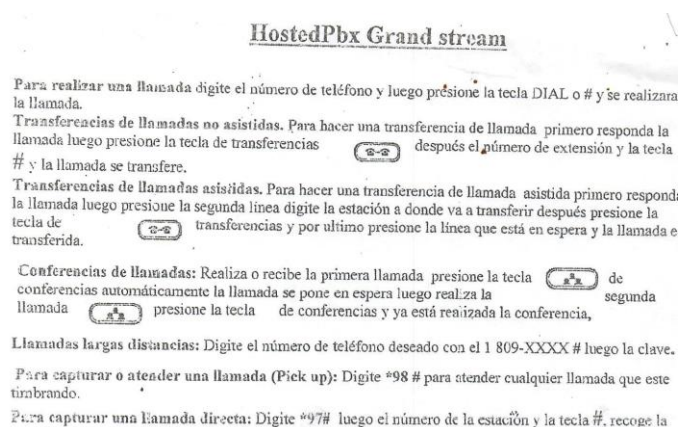 HostedPbx Grand stream
Para realizar una llamada digite el número de teléfono y luego presione la tecla DIAL o # y se realizara
la llamada.
Transferencias de llamadas no asistidas. Para hacer una transferencia de llamada primero responda la
llamada luego presione la tecla de transferencias después el número de extensión y la tecla
# y la llamada se transfere.
Transferencias de llamadas asistidas. Para hacer una transferencia de llamada asistida primero responda
la llamada luego presione la segunda linea digite la estación a donde va a transferir después presione la
tecla de transferencias y por ultimo presione la línea que está en espera y la llamada e
transferida.
Conferencias de llamadas: Realiza o recibe la primera llamada presione la tecla de
conferencias automáticamente la llamada se pone en espera luego realiza la segunda
llamada presione la tecla de conferencias y ya está realizada la conferencia,
Llamadas largas distancias: Digite el número de teléfono deseado con el 1 809-XXXX # luego la clave.
Para capturar o atender una llamada (Pick up): Digite *98 # para atender cualquier llamada que este
timbrando.
Para capturar una llamada directa: Digite *97# luego el número de la estación y la tecla #, recoge la